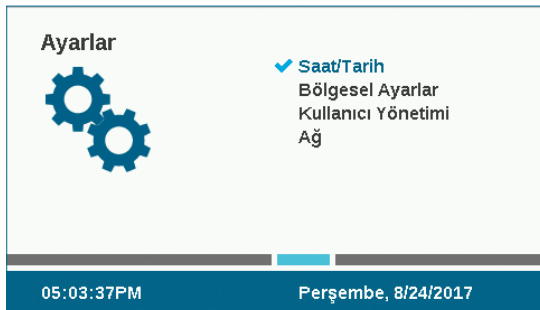 Ayarlar
Saat/Tarih
Bölgesel Ayarlar
Kullanıcı Yönetimi
Ağ
05:03:37PM
Perşembe, 8/24/2017